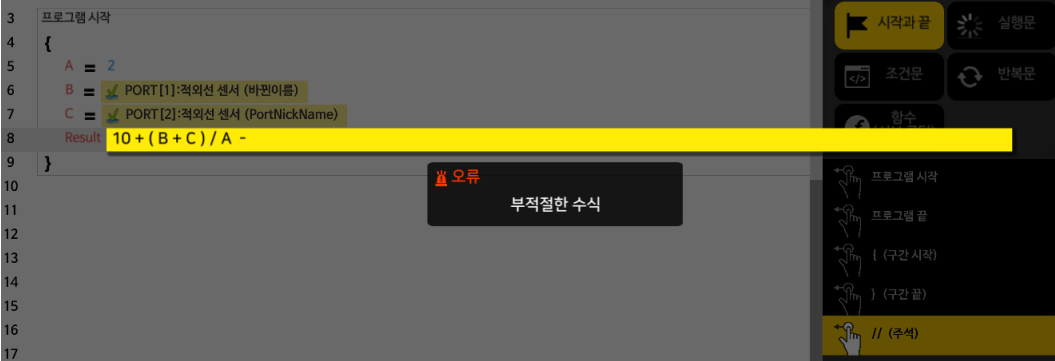 3 프로그램 시작
4 {
5 A = 2
6 B = PORT[1]:적외선 센서 (바뀐이름)
7 C = PORT[2]:적외선 센서 (PortNickName)
8 Result 10 + ( B + C ) / A -
9 }
10
11
12
13
14
15
16
17
오류
부적절한 수식
시작과 끝 실행문
조건문 반복문
함수
프로그램 시작
프로그램 끝
{ (구간 시작)
} (구간 끝)
// (주석)